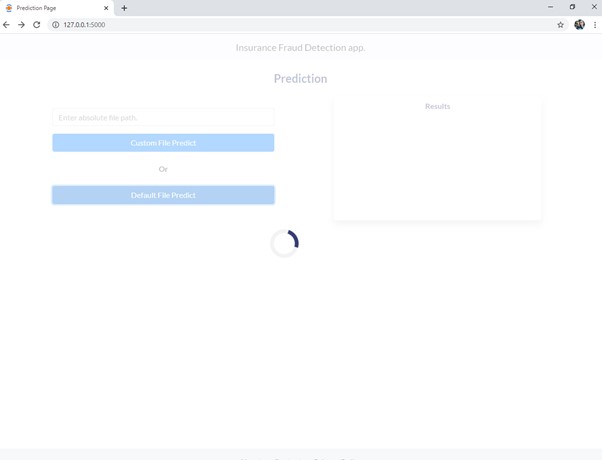 Prediction Page
127.0.0.1:5000
Insurance Fraud Detection app.
Prediction
Enter absolute file path.
Custom File Predict
Or
Default File Predict
Results